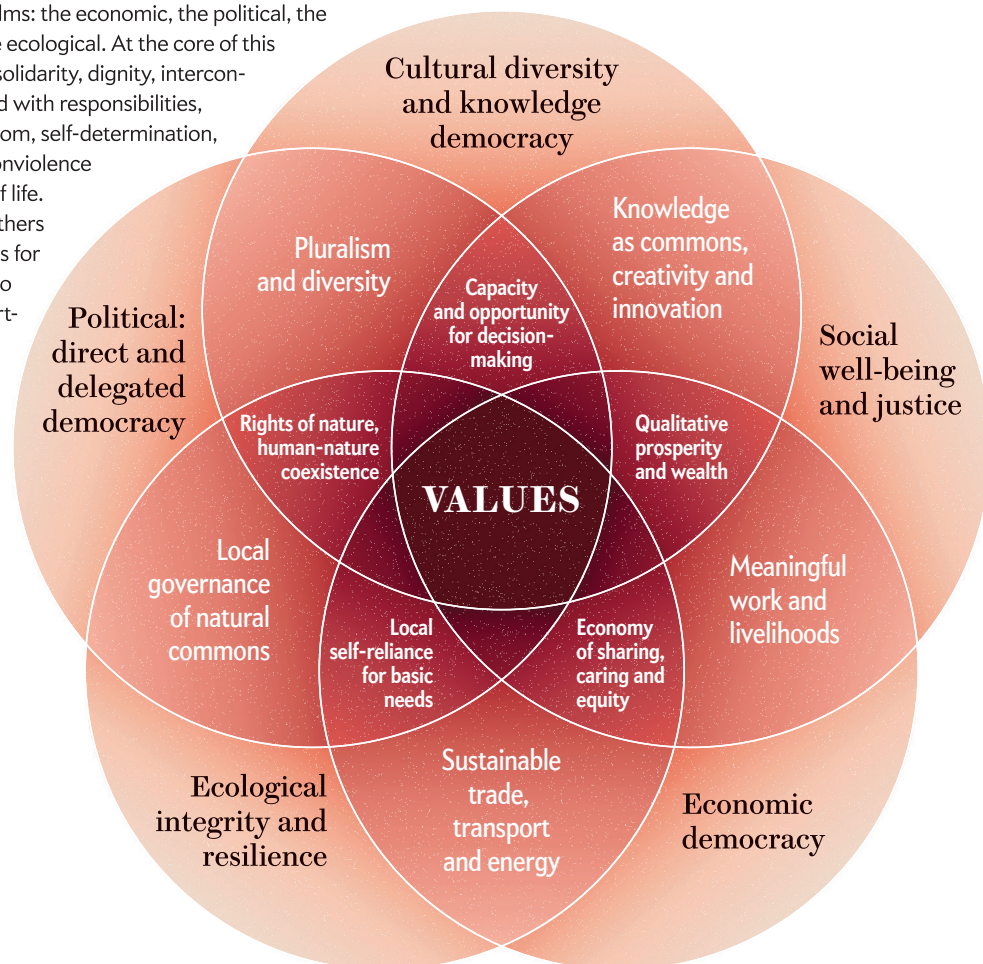 lms: the economic, the political, the
e ecological. At the core of this
solidarity, dignity, intercon-
d with responsibilities,
om, self-determination,
onviolence
f life.
thers
s for
o
rt-
Cultural diversity
and knowledge
democracy
Pluralism
and diversity
Knowledge
as commons,
creativity and
innovation
Capacity
and opportunity
for decision-
making
Political:
direct and
delegated
democracy
Social
well-being
and justice
Rights of nature,
human-nature
coexistence
Qualitative
prosperity
and wealth
VALUES
Local
governance
of natural
commons
Meaningful
work and
livelihoods
Local
self-reliance
for basic
needs
Economy
of sharing,
caring and
equity
Sustainable
trade,
transport
and energy
Ecological
integrity and
resilience
Economic
democracy